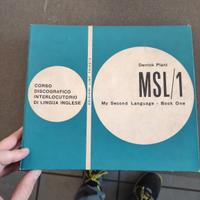 Derrick Plant
MSL/1
My Second Language - Book One
CORSO
DISCOGRAFICO
INTERLOCUTORIO
DI LINGUA INGLESE